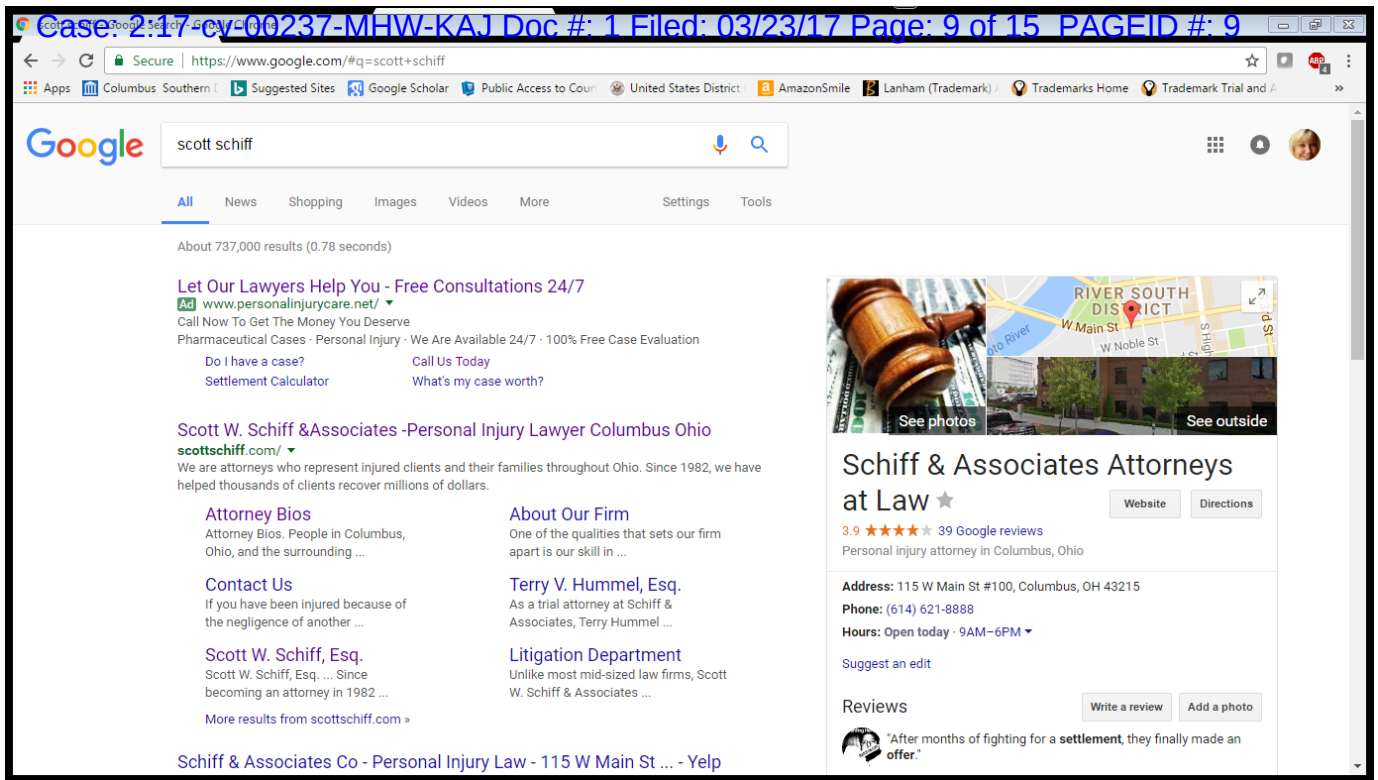 Case: 2:17-cv-00237-MHW-KAJ Doc #: 1 Filed: 03/23/17 Page: 9 of 15 PAGEID #: 9
scott schiff - Google Search - Google Chrome
Secure https://www.google.com/#q=scott+schiff
ABP 4
Apps Columbus Southern Suggested Sites Google Scholar Public Access to Cour United States District AmazonSmile Lanham (Trademark) Trademarks Home Trademark Trial and A »
Google scott schiff
All News Shopping Images Videos More Settings Tools
About 737,000 results (0.78 seconds)
Let Our Lawyers Help You - Free Consultations 24/7
Ad www.personalinjurycare.net/
Call Now To Get The Money You Deserve
Pharmaceutical Cases · Personal Injury · We Are Available 24/7 · 100% Free Case Evaluation
Do I have a case? Call Us Today
Settlement Calculator What's my case worth?
Scott W. Schiff &Associates -Personal Injury Lawyer Columbus Ohio
scottschiff.com/
We are attorneys who represent injured clients and their families throughout Ohio. Since 1982, we have
helped thousands of clients recover millions of dollars.
Attorney Bios
Attorney Bios. People in Columbus,
Ohio, and the surrounding ...
About Our Firm
One of the qualities that sets our firm
apart is our skill in ...
Contact Us
If you have been injured because of
the negligence of another ...
Terry V. Hummel, Esq.
As a trial attorney at Schiff &
Associates, Terry Hummel ...
Scott W. Schiff, Esq.
Scott W. Schiff, Esq. ... Since
becoming an attorney in 1982 ...
Litigation Department
Unlike most mid-sized law firms, Scott
W. Schiff & Associates ...
More results from scottschiff.com »
Schiff & Associates Co - Personal Injury Law - 115 W Main St ... - Yelp
RIVER SOUTH
DISTRICT
W Main St
oto River
W Noble St
S High
rd St
See photos
See outside
Schiff & Associates Attorneys
at Law
Website Directions
3.9 39 Google reviews
Personal injury attorney in Columbus, Ohio
Address: 115 W Main St #100, Columbus, OH 43215
Phone: (614) 621-8888
Hours: Open today · 9AM–6PM
Suggest an edit
Reviews Write a review Add a photo
"After months of fighting for a settlement, they finally made an
offer."